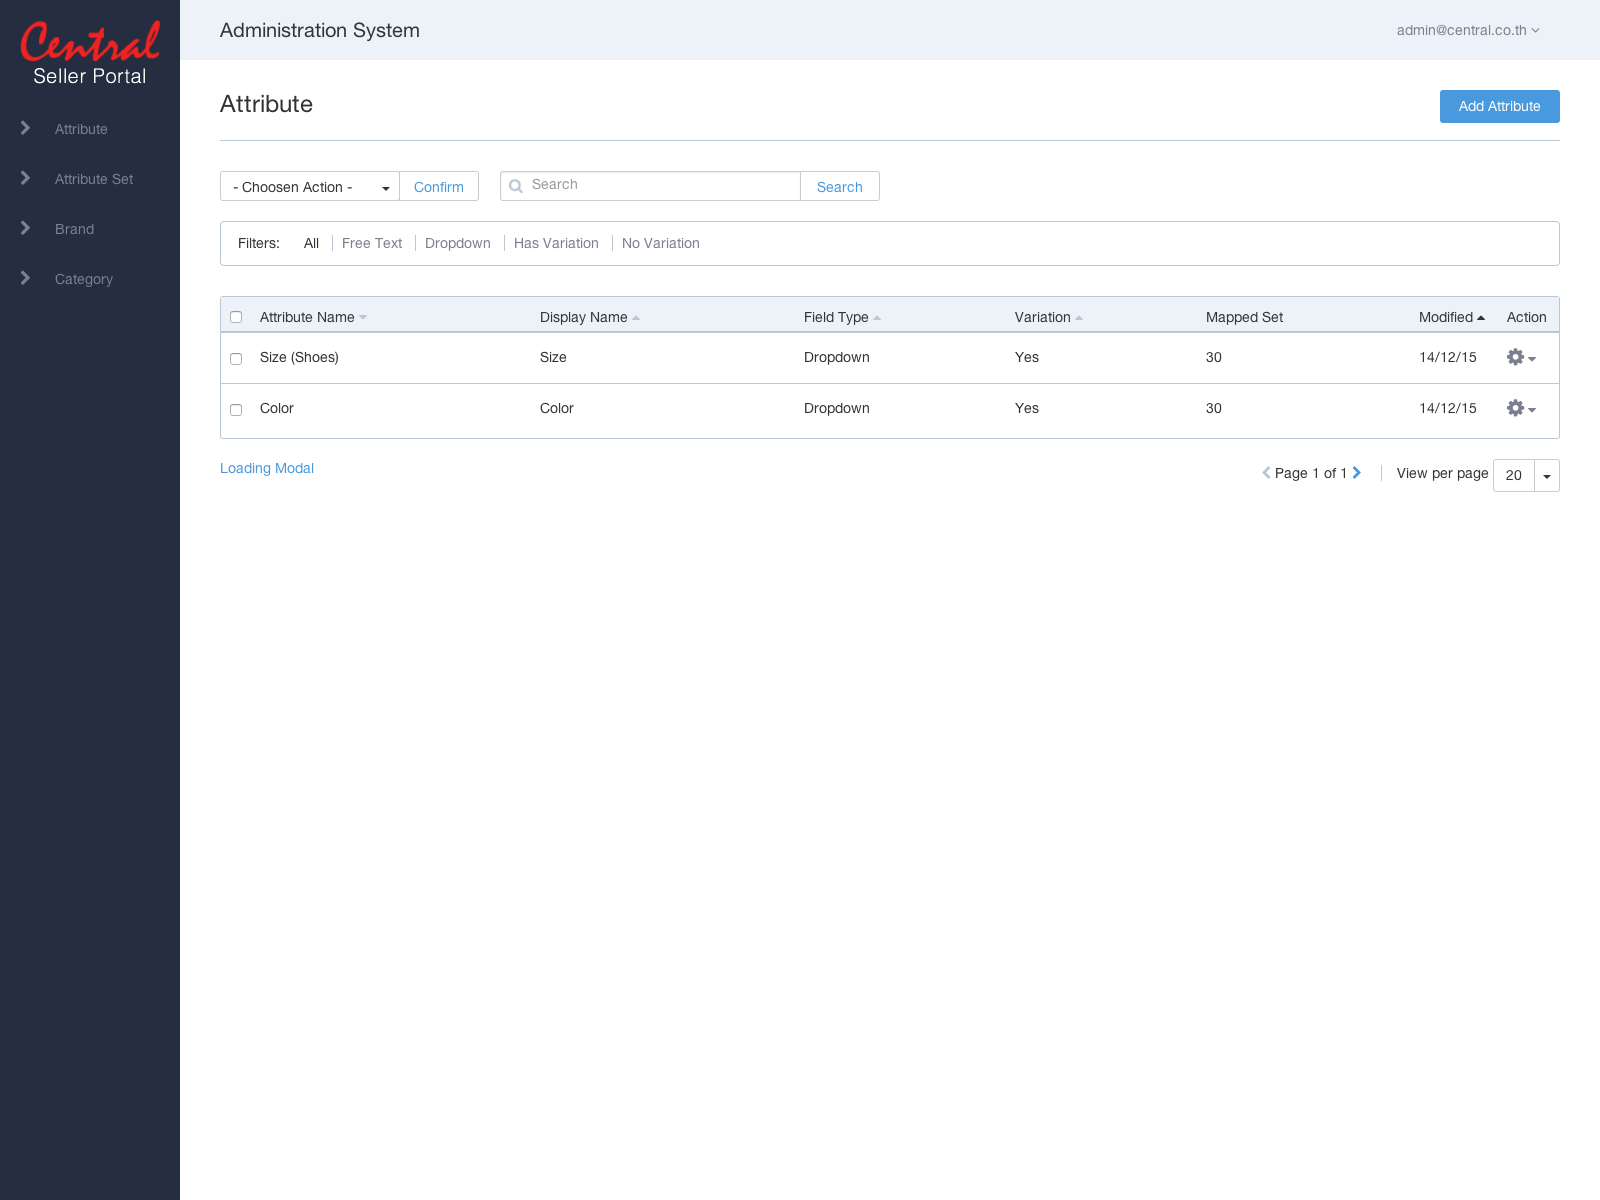 Central
Seller Portal
Attribute
Attribute Set
Brand
Category
Administration System
admin@central.co.th
Attribute
Add Attribute
- Choosen Action -
Confirm
Search
Search
Filters: All Free Text Dropdown Has Variation No Variation
Attribute Name Display Name Field Type Variation Mapped Set Modified Action
Size (Shoes) Size Dropdown Yes 30 14/12/15
Color Color Dropdown Yes 30 14/12/15
Loading Modal
Page 1 of 1
View per page 20